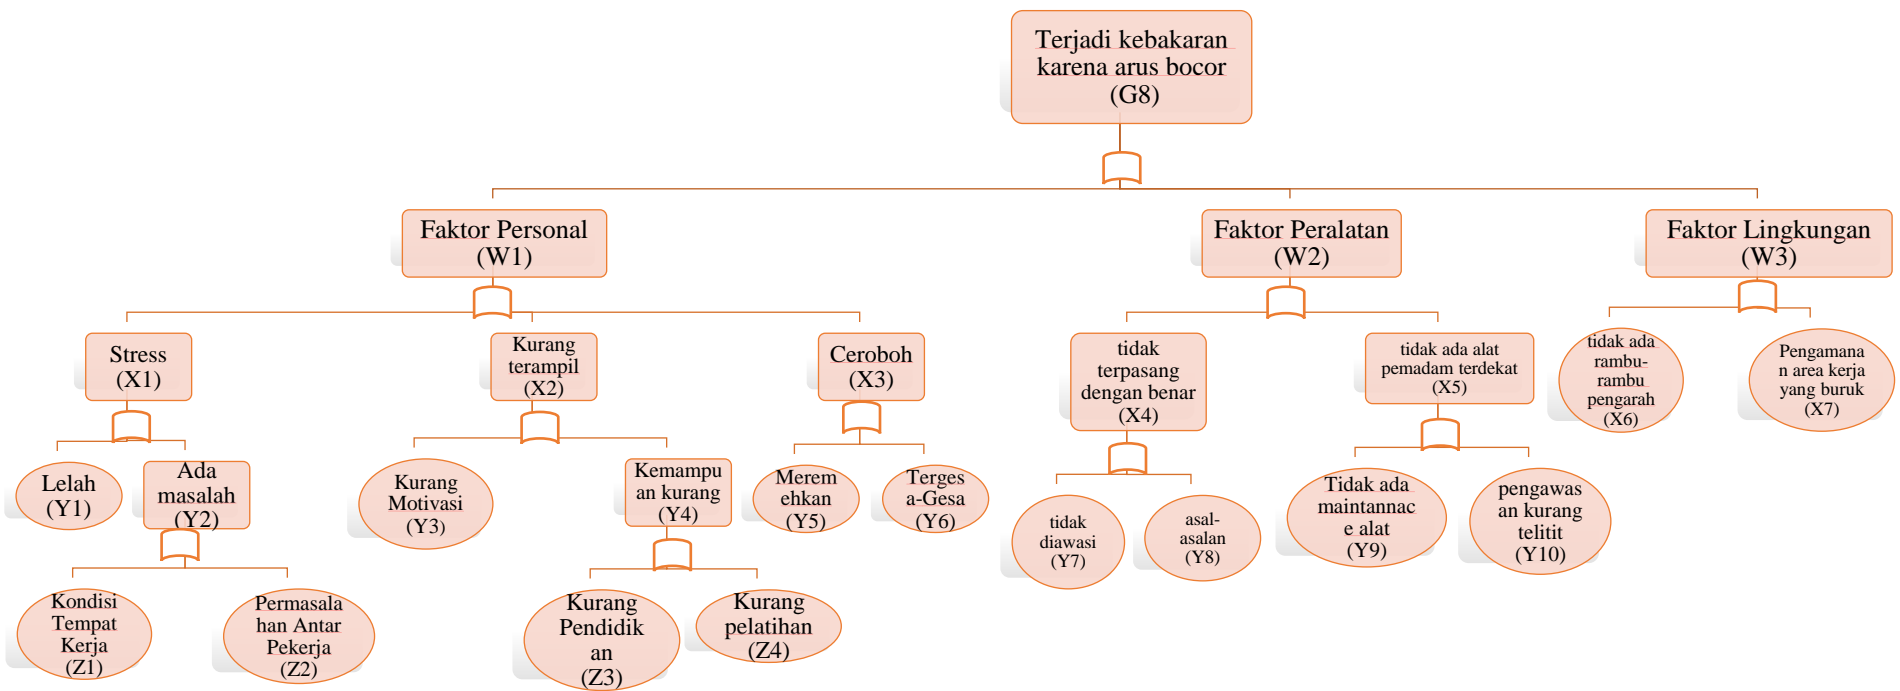 Terjadi kebakaran
karena arus bocor
(G8)
Faktor Personal
(W1)
Faktor Peralatan
(W2)
Faktor Lingkungan
(W3)
Stress
(X1)
Kurang
terampil
(X2)
Ceroboh
(X3)
tidak
terpasang
dengan benar
(X4)
tidak ada alat
pemadam terdekat
(X5)
tidak ada
rambu-
rambu
pengarah
(X6)
Pengamana
n area kerja
yang buruk
(X7)
Lelah
(Y1)
Ada
masalah
(Y2)
Kurang
Motivasi
(Y3)
Kemampu
an kurang
(Y4)
Merem
ehkan
(Y5)
Terges
a-Gesa
(Y6)
tidak
diawasi
(Y7)
asal-
asalan
(Y8)
Tidak ada
maintannac
e alat
(Y9)
pengawas
an kurang
telitit
(Y10)
Kondisi
Tempat
Kerja
(Z1)
Permasala
han Antar
Pekerja
(Z2)
Kurang
Pendidik
an
(Z3)
Kurang
pelatihan
(Z4)